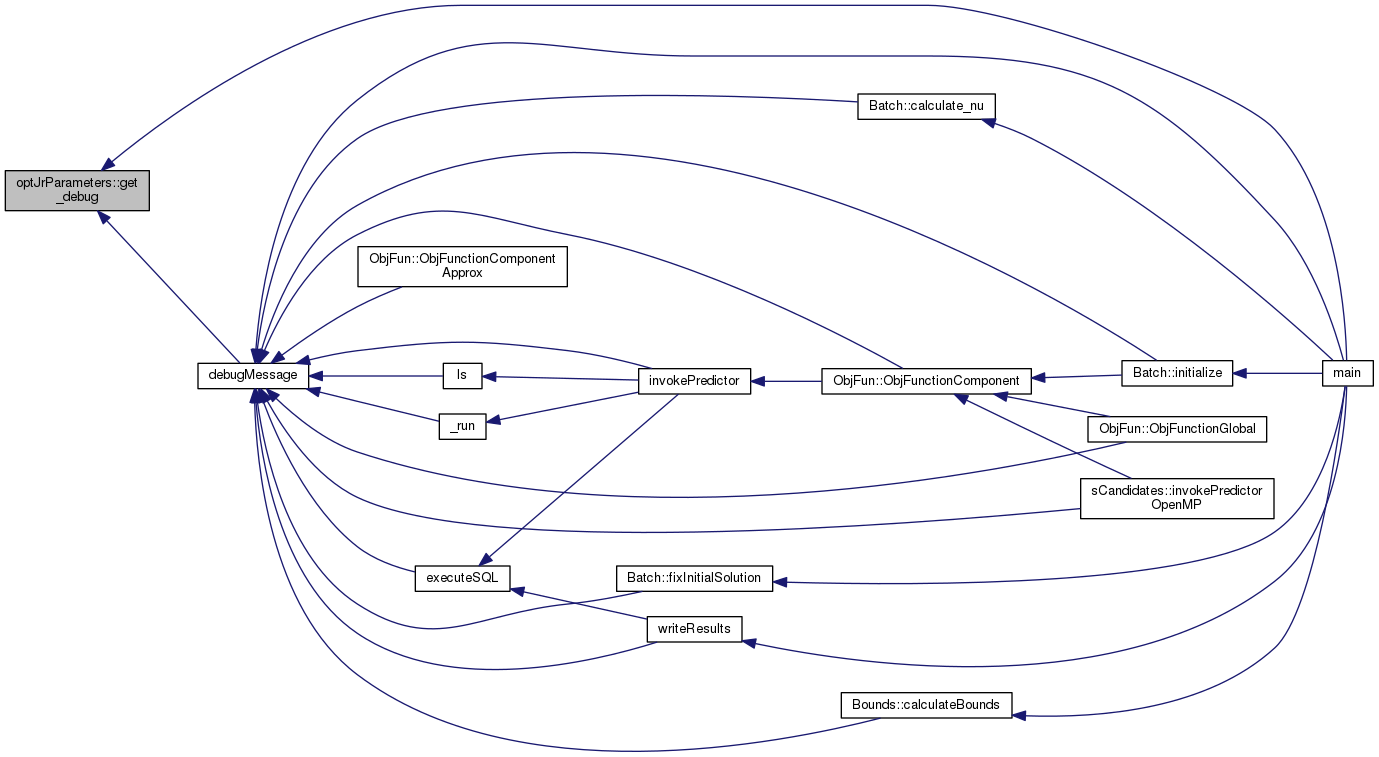 optJrParameters::get
_debug
debugMessage
ObjFun::ObjFunctionComponent
Approx
ls
_run
executeSQL
invokePredictor
Batch::fixInitialSolution
writeResults
Batch::calculate_nu
ObjFun::ObjFunctionComponent
Bounds::calculateBounds
Batch::initialize
ObjFun::ObjFunctionGlobal
sCandidates::invokePredictor
OpenMP
main